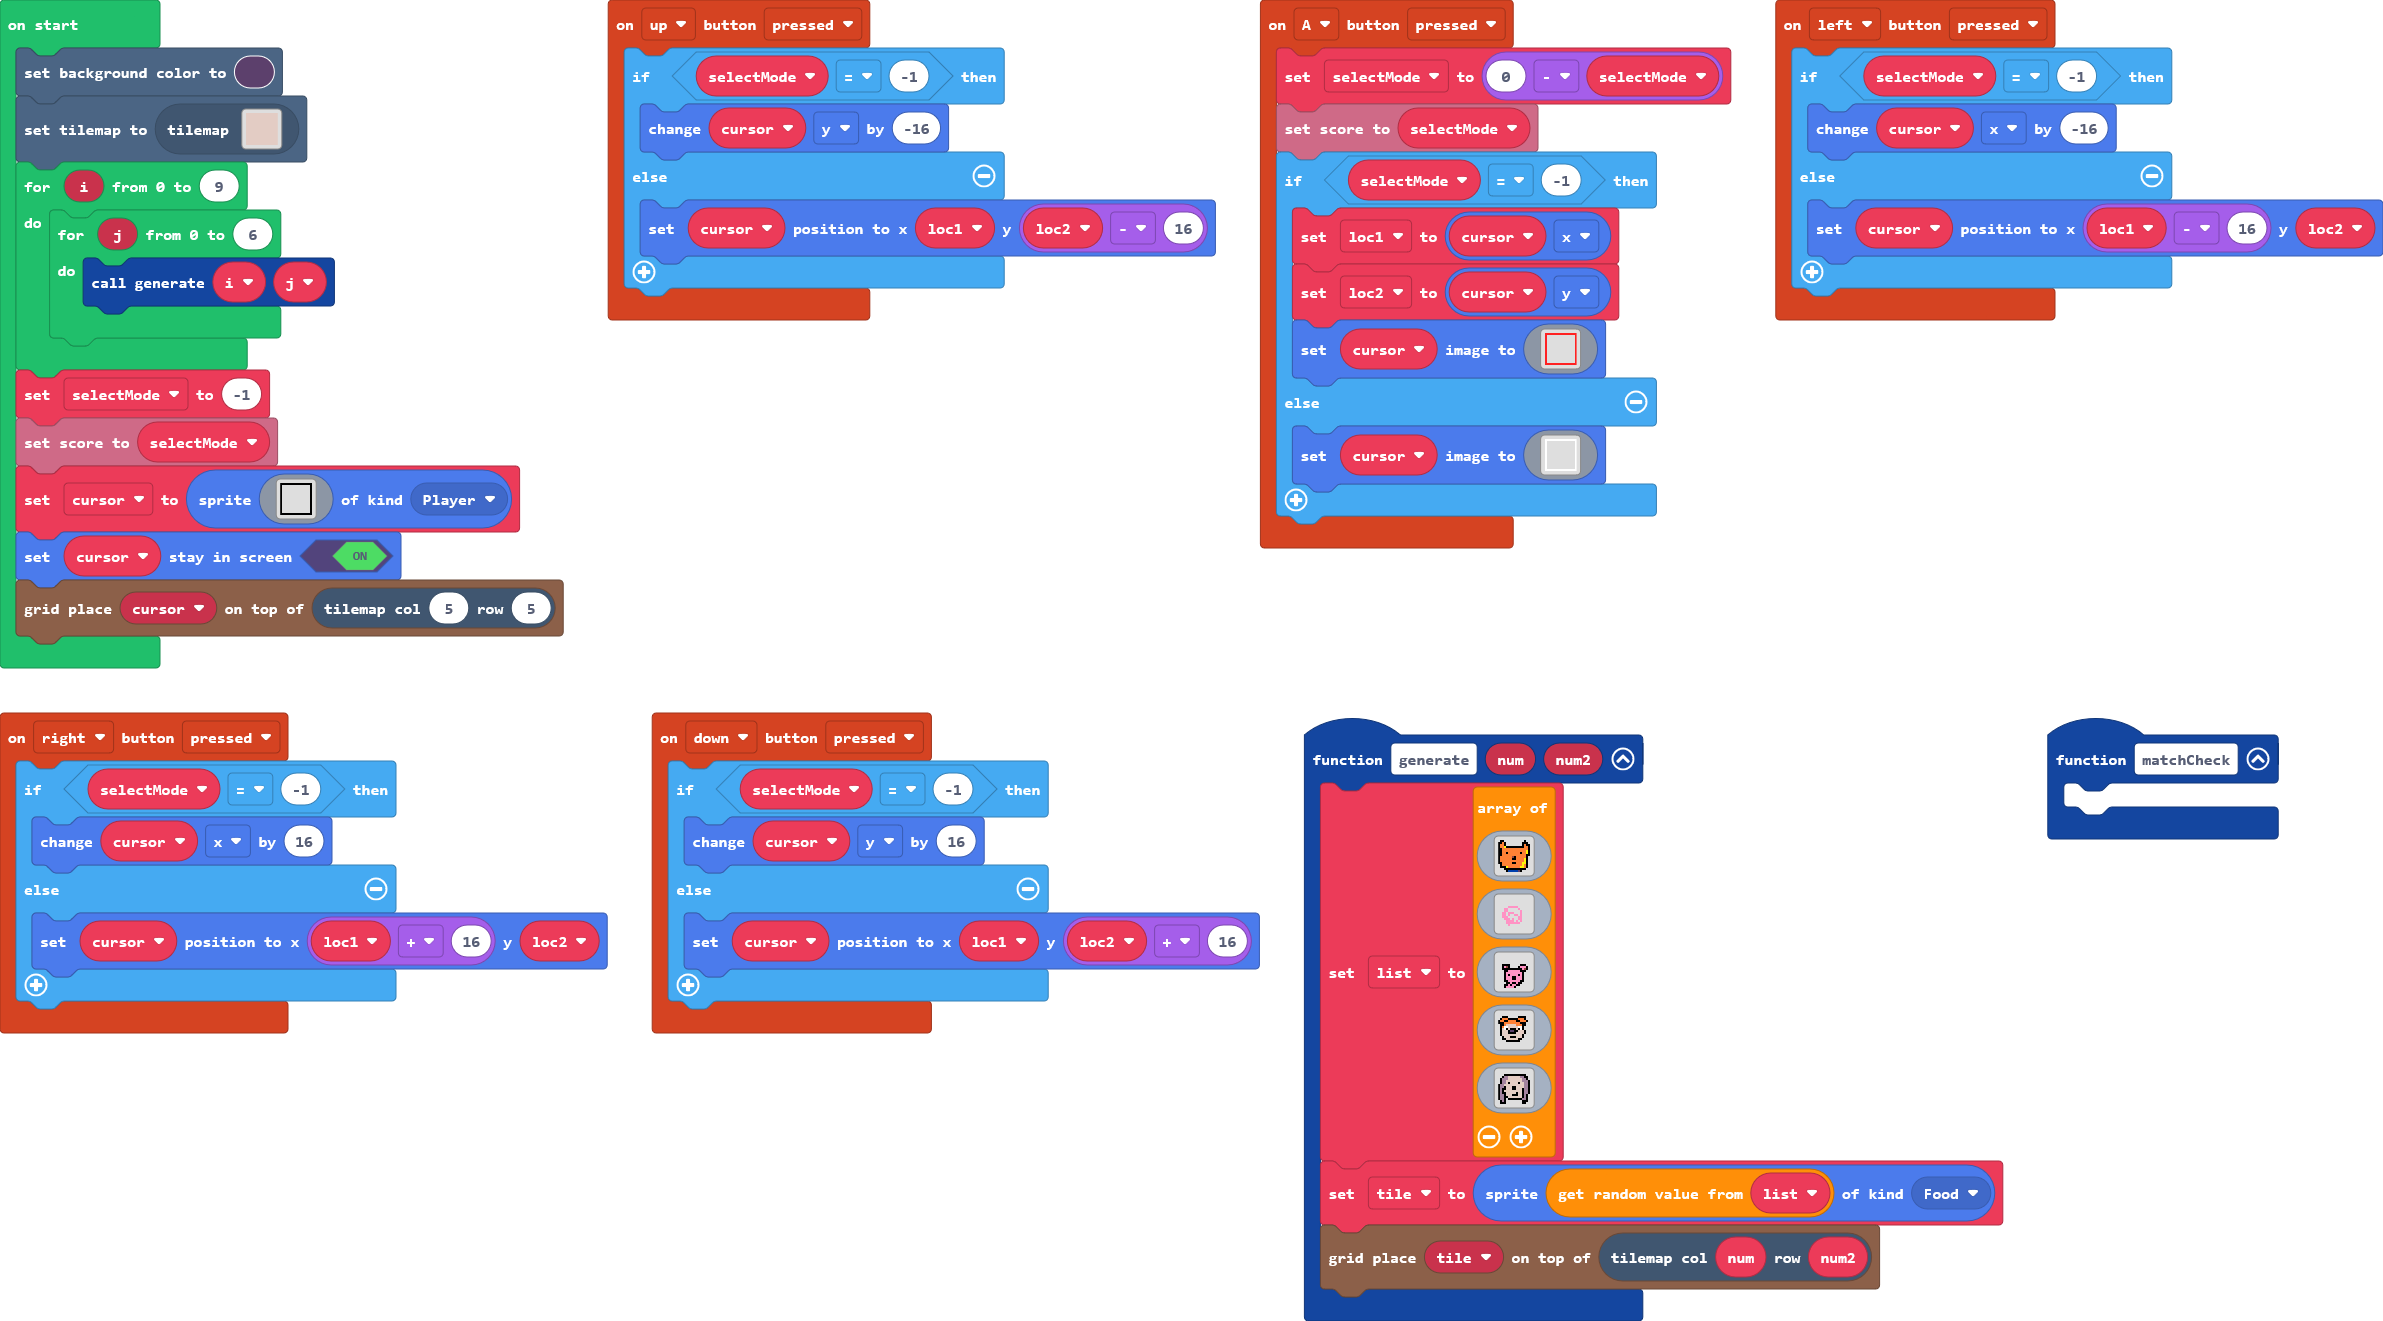 on start
set background color to
set tilemap to tilemap
for i from 0 to 9
do
for j from 0 to 6
do
call generate i j
set selectMode to -1
set score to selectMode
set cursor to sprite of kind Player
set cursor stay in screen ON
grid place cursor on top of tilemap col 5 row 5
on up button pressed
if selectMode = -1 then
change cursor y by -16
else
set cursor position to x loc1 y loc2 - 16
on A button pressed
set selectMode to 0 - selectMode
set score to selectMode
if selectMode = -1 then
set loc1 to cursor x
set loc2 to cursor y
set cursor image to
else
set cursor image to
on left button pressed
if selectMode = -1 then
change cursor x by -16
else
set cursor position to x loc1 - 16 y loc2
on right button pressed
if selectMode = -1 then
change cursor x by 16
else
set cursor position to x loc1 + 16 y loc2
on down button pressed
if selectMode = -1 then
change cursor y by 16
else
set cursor position to x loc1 y loc2 + 16
function generate num num2
array of
set list to
set tile to sprite get random value from list of kind Food
grid place tile on top of tilemap col num row num2
function matchCheck